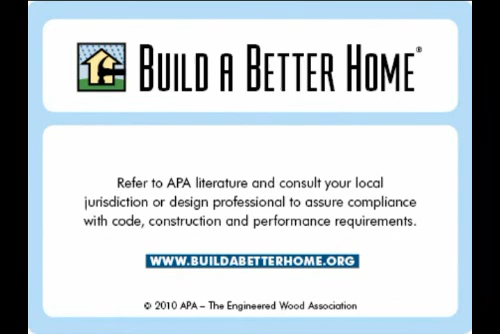 BUILD A BETTER HOME®
Refer to APA literature and consult your local
jurisdiction or design professional to assure compliance
with code, construction and performance requirements.
WWW.BUILDABETTERHOME.ORG
© 2010 APA – The Engineered Wood Association